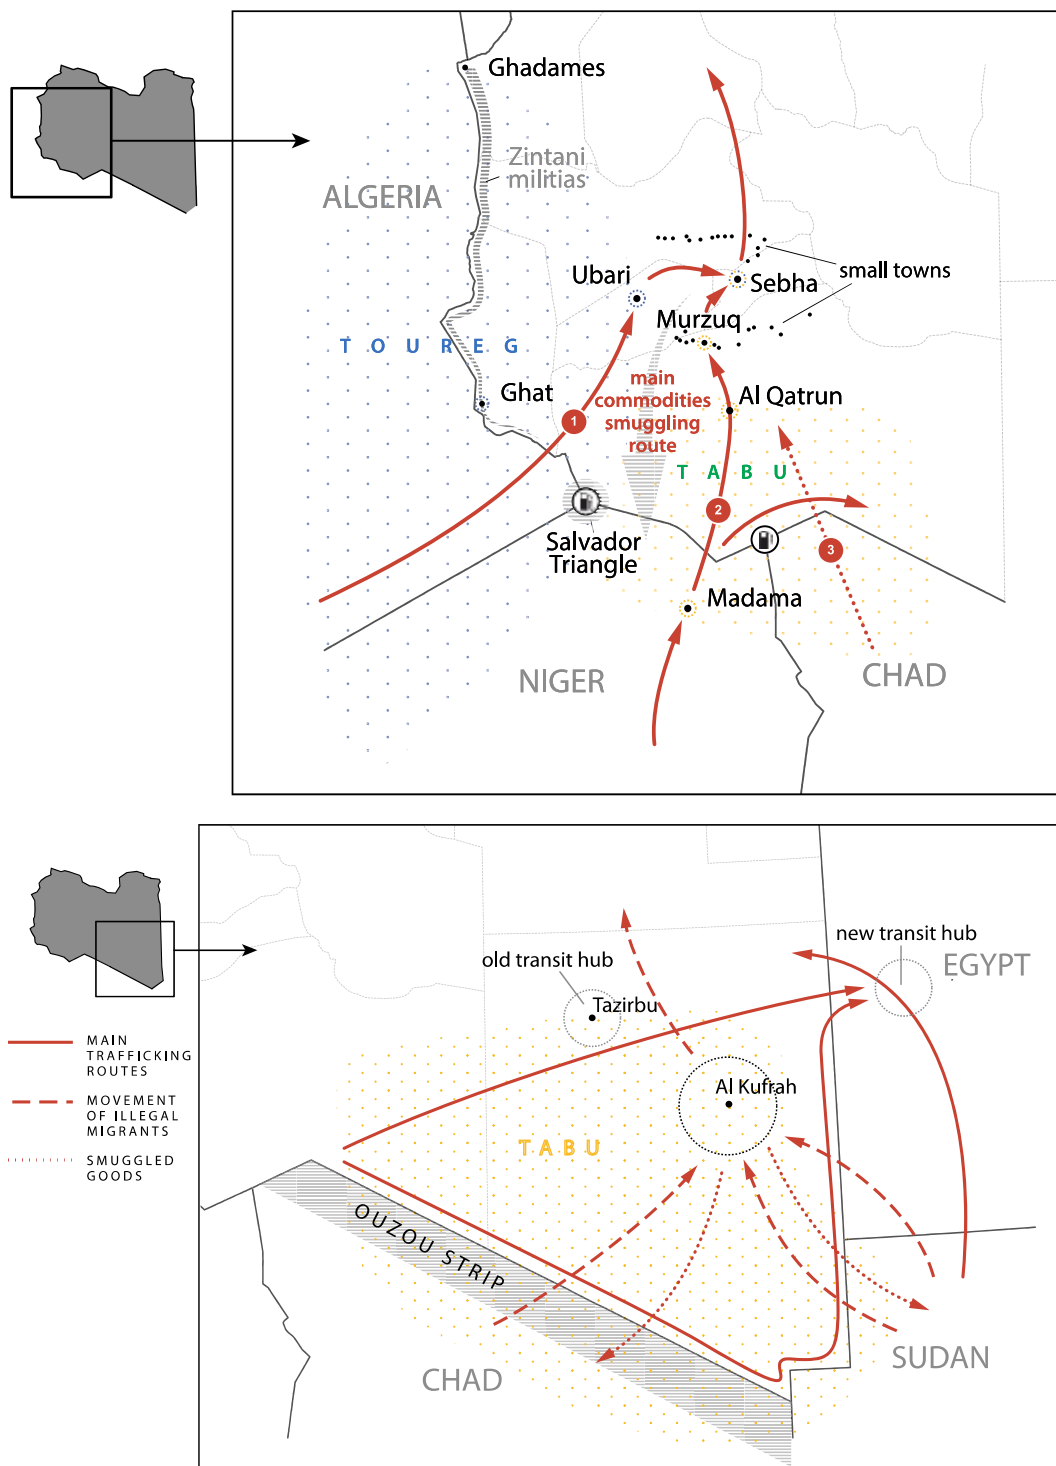 Ghadames
Zintani
militias
ALGERIA
Ubari
Sebha
small towns
Murzuq
T O U R E G
main
commodities
smuggling
route
Ghat
Al Qatrun
1
T A B U
2
Salvador
Triangle
3
Madama
NIGER
CHAD
new transit hub
old transit hub
EGYPT
Tazirbu
MAIN
TRAFFICKING
ROUTES
Al Kufrah
MOVEMENT
OF ILLEGAL
MIGRANTS
TABU
SMUGGLED
GOODS
OUZOU STRIP
SUDAN
CHAD